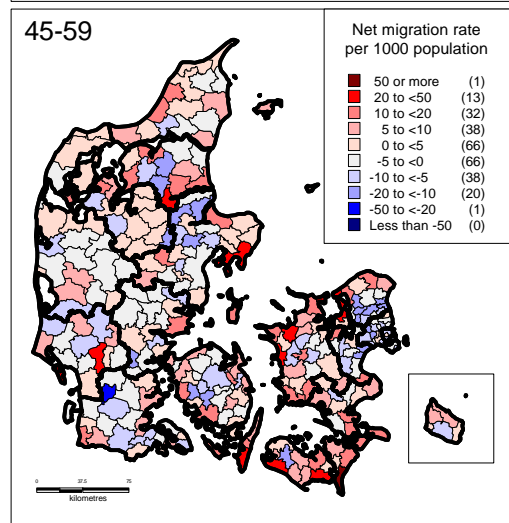 45-59
Net migration rate
per 1000 population
50 or more (1)
20 to <50 (13)
10 to <20 (32)
5 to <10 (38)
0 to <5 (66)
-5 to <0 (66)
-10 to <-5 (38)
-20 to <-10 (20)
-50 to <-20 (1)
Less than -50 (0)
0 37.5 75
kilometres